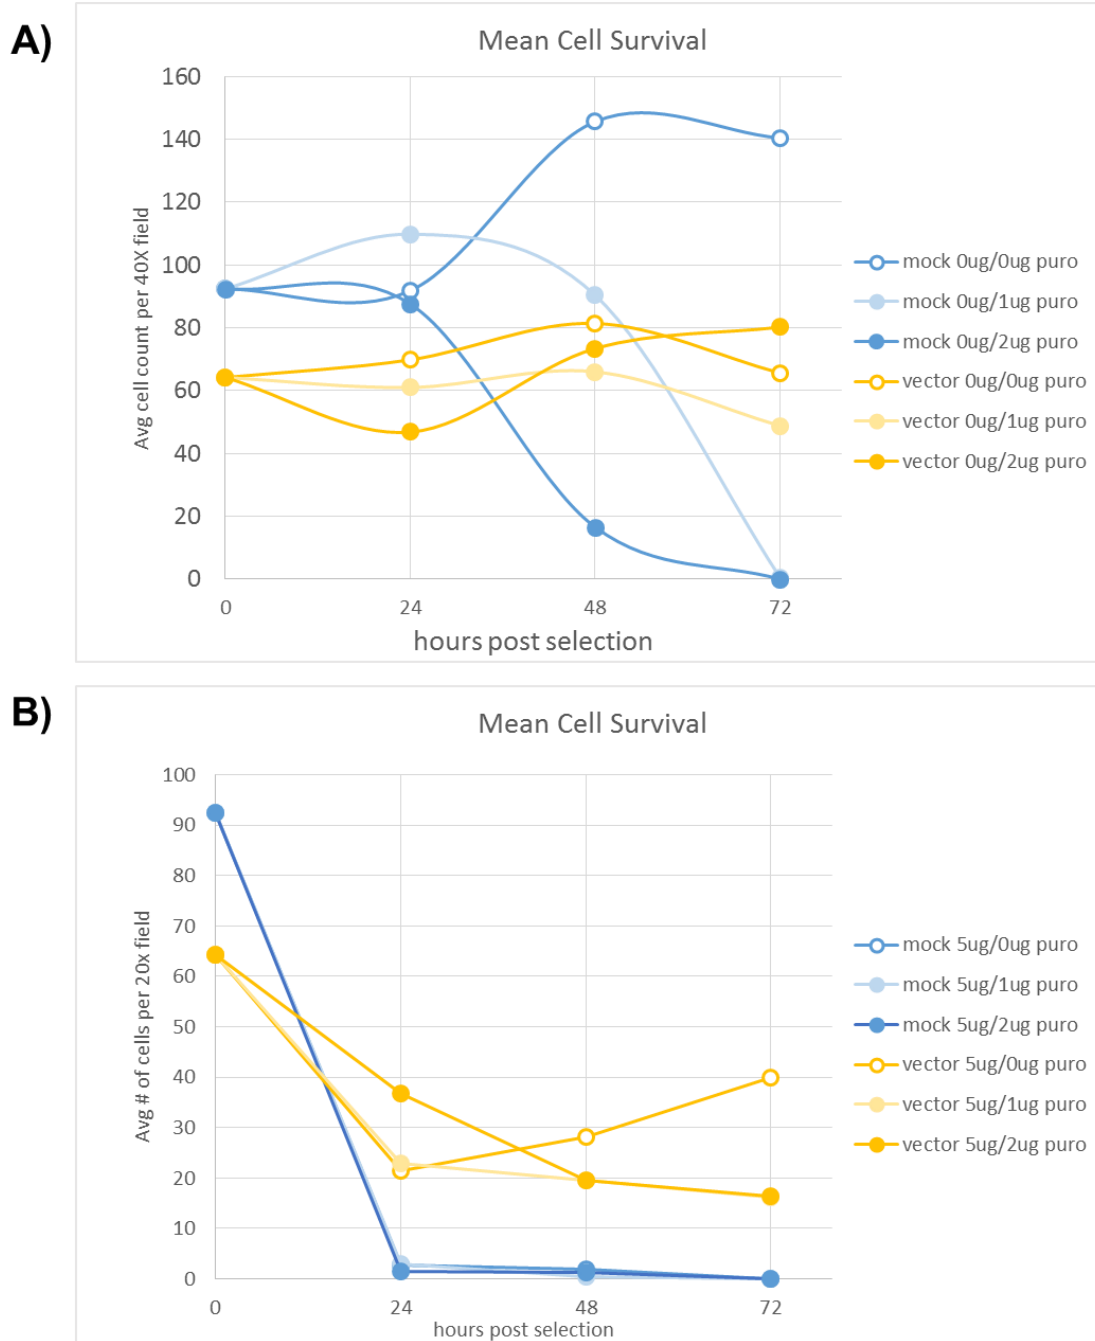 A)
Mean Cell Survival
160
140
120
100
80
60
40
20
0
Avg cell count per 40X field
0 24 48 72
hours post selection
mock 0ug/0ug puro
mock 0ug/1ug puro
mock 0ug/2ug puro
vector 0ug/0ug puro
vector 0ug/1ug puro
vector 0ug/2ug puro
B)
Mean Cell Survival
100
90
80
70
60
50
40
30
20
10
0
Avg # of cells per 20x field
0 24 48 72
hours post selection
mock 5ug/0ug puro
mock 5ug/1ug puro
mock 5ug/2ug puro
vector 5ug/0ug puro
vector 5ug/1ug puro
vector 5ug/2ug puro